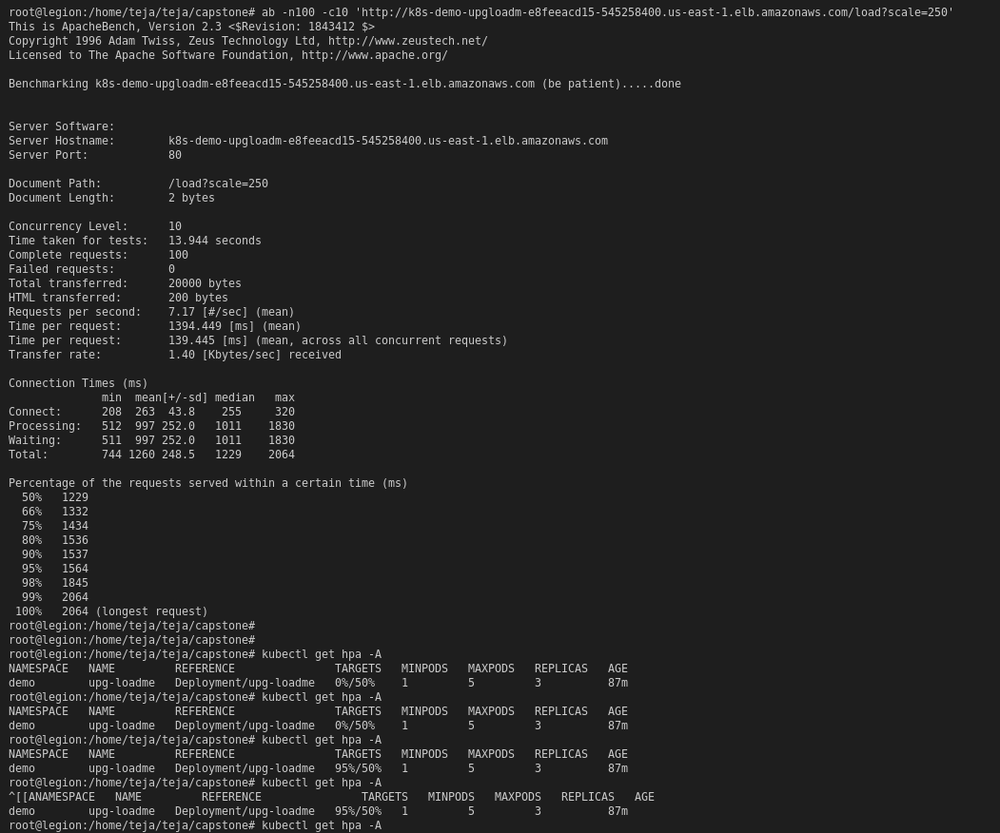 root@legion:/home/teja/teja/capstone# ab -n100 -c10 'http://k8s-demo-upgloadm-e8feeacd15-545258400.us-east-1.elb.amazonaws.com/load?scale=250'
This is ApacheBench, Version 2.3 <$Revision: 1843412 $>
Copyright 1996 Adam Twiss, Zeus Technology Ltd, http://www.zeustech.net/
Licensed to The Apache Software Foundation, http://www.apache.org/

Benchmarking k8s-demo-upgloadm-e8feeacd15-545258400.us-east-1.elb.amazonaws.com (be patient).....done


Server Software:
Server Hostname:        k8s-demo-upgloadm-e8feeacd15-545258400.us-east-1.elb.amazonaws.com
Server Port:            80

Document Path:          /load?scale=250
Document Length:        2 bytes

Concurrency Level:      10
Time taken for tests:   13.944 seconds
Complete requests:      100
Failed requests:        0
Total transferred:      20000 bytes
HTML transferred:       200 bytes
Requests per second:    7.17 [#/sec] (mean)
Time per request:       1394.449 [ms] (mean)
Time per request:       139.445 [ms] (mean, across all concurrent requests)
Transfer rate:          1.40 [Kbytes/sec] received

Connection Times (ms)
              min  mean[+/-sd] median   max
Connect:      208  263  43.8    255     320
Processing:   512  997 252.0   1011    1830
Waiting:      511  997 252.0   1011    1830
Total:        744 1260 248.5   1229    2064

Percentage of the requests served within a certain time (ms)
  50%   1229
  66%   1332
  75%   1434
  80%   1536
  90%   1537
  95%   1564
  98%   1845
  99%   2064
 100%   2064 (longest request)
root@legion:/home/teja/teja/capstone#
root@legion:/home/teja/teja/capstone#
root@legion:/home/teja/teja/capstone# kubectl get hpa -A
NAMESPACE   NAME         REFERENCE               TARGETS   MINPODS   MAXPODS   REPLICAS   AGE
demo        upg-loadme   Deployment/upg-loadme   0%/50%    1         5         3          87m
root@legion:/home/teja/teja/capstone# kubectl get hpa -A
NAMESPACE   NAME         REFERENCE               TARGETS   MINPODS   MAXPODS   REPLICAS   AGE
demo        upg-loadme   Deployment/upg-loadme   0%/50%    1         5         3          87m
root@legion:/home/teja/teja/capstone# kubectl get hpa -A
NAMESPACE   NAME         REFERENCE               TARGETS   MINPODS   MAXPODS   REPLICAS   AGE
demo        upg-loadme   Deployment/upg-loadme   95%/50%   1         5         3          87m
root@legion:/home/teja/teja/capstone# kubectl get hpa -A
^[[ANAMESPACE   NAME         REFERENCE               TARGETS   MINPODS   MAXPODS   REPLICAS   AGE
demo        upg-loadme   Deployment/upg-loadme   95%/50%   1         5         3          87m
root@legion:/home/teja/teja/capstone# kubectl get hpa -A